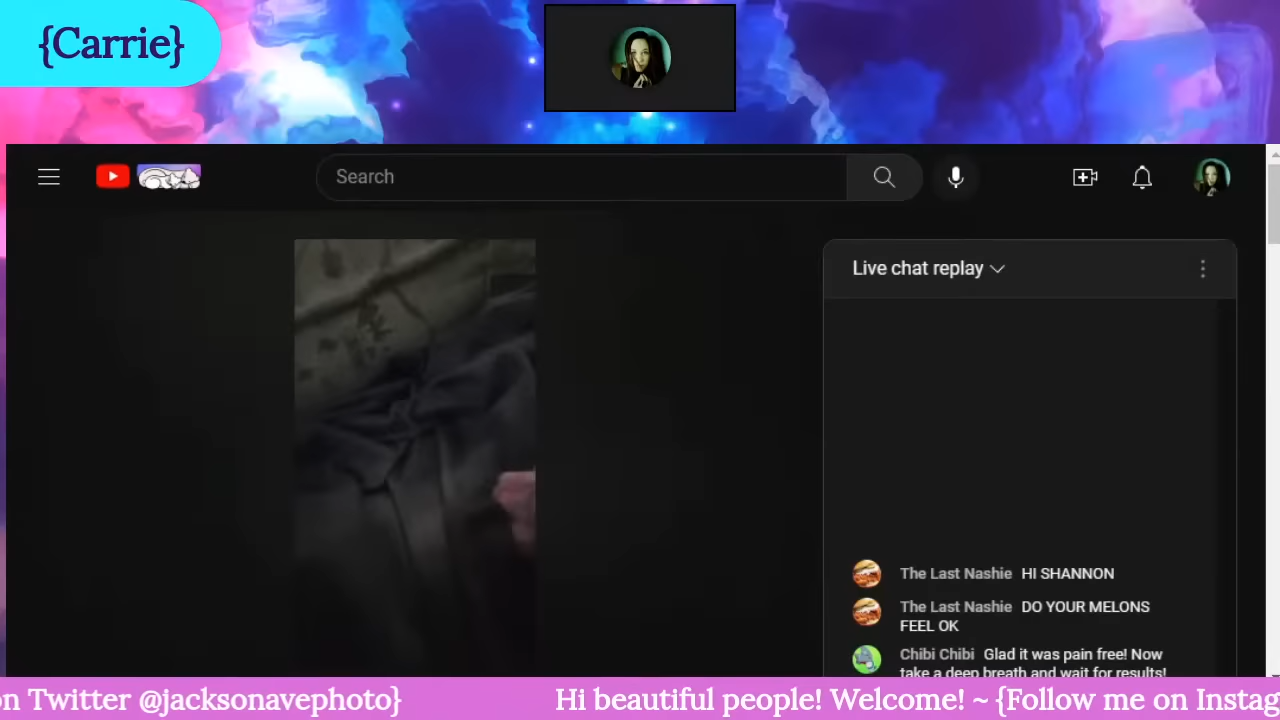 {Carrie}
Search
Live chat replay
The Last Nashie HI SHANNON
The Last Nashie DO YOUR MELONS
FEEL OK
Chibi Chibi Glad it was pain free! Now
take a deep breath and wait for results!
on Twitter @jacksonavephoto} Hi beautiful people! Welcome! ~ {Follow me on Instag